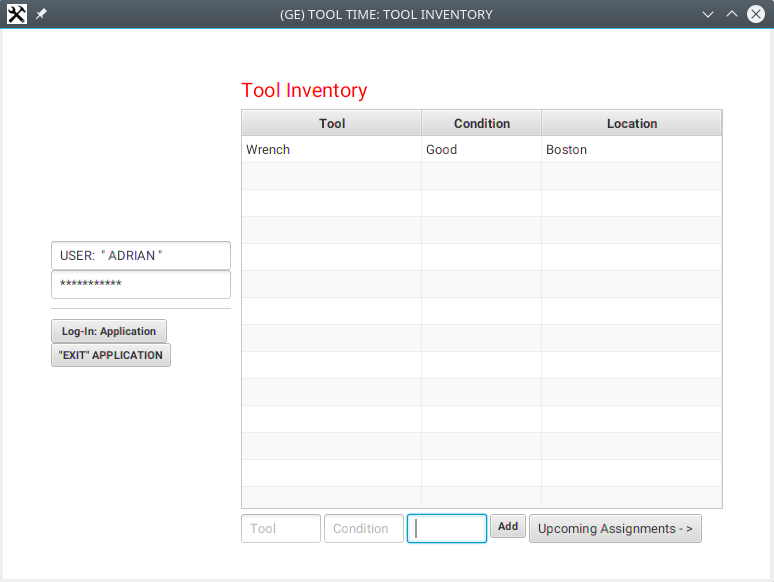 (GE) TOOL TIME: TOOL INVENTORY
Tool Inventory
Tool Condition Location
Wrench Good Boston
USER: " ADRIAN "
***********
Log-In: Application
"EXIT" APPLICATION
Tool Condition Add Upcoming Assignments - >